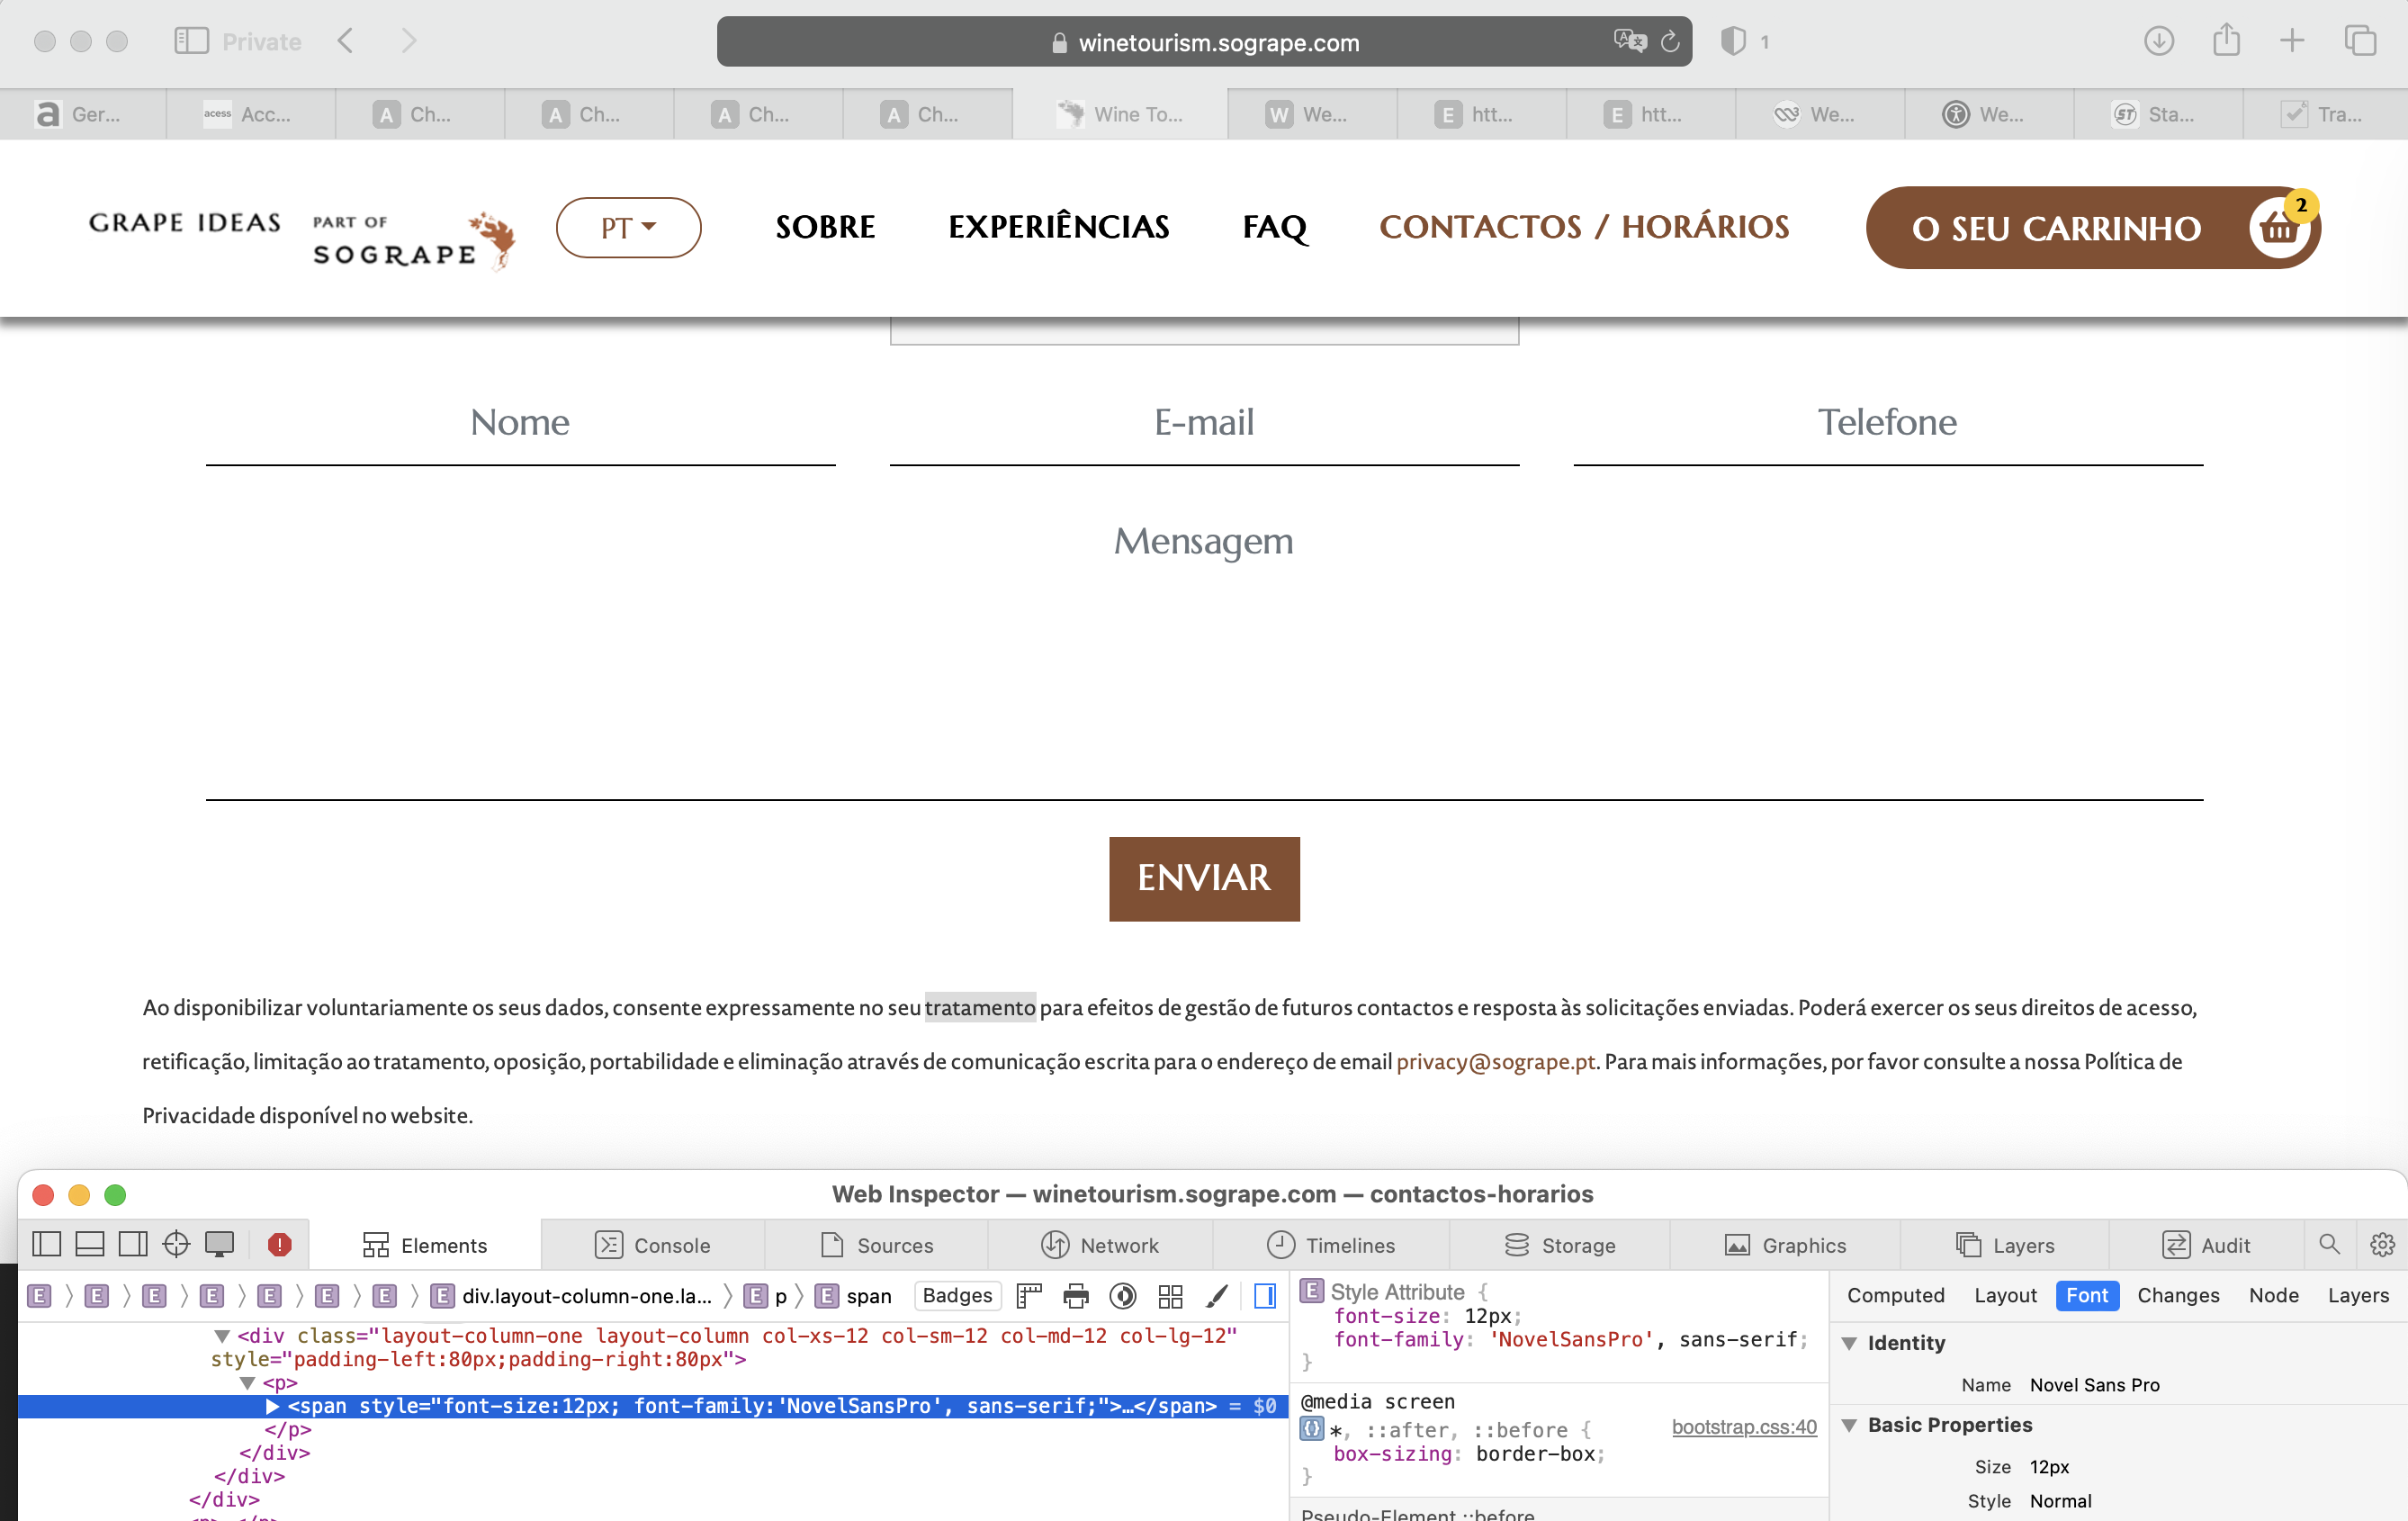 Private
winetourism.sogrape.com
1
Ger...
acess Acc...
A Ch...
A Ch...
A Ch...
A Ch...
Wine To...
W We...
E htt...
E htt...
We...
We...
ST Sta...
Tra...
GRAPE IDEAS
PART OF
SOGRAPE
PT
SOBRE
EXPERIÊNCIAS
FAQ
CONTACTOS / HORÁRIOS
O SEU CARRINHO
2
Nome
E-mail
Telefone
Mensagem
ENVIAR
Ao disponibilizar voluntariamente os seus dados, consente expressamente no seu tratamento para efeitos de gestão de futuros contactos e resposta às solicitações enviadas. Poderá exercer os seus direitos de acesso,
retificação, limitação ao tratamento, oposição, portabilidade e eliminação através de comunicação escrita para o endereço de email privacy@sogrape.pt. Para mais informações, por favor consulte a nossa Política de
Privacidade disponível no website.
Web Inspector — winetourism.sogrape.com — contactos-horarios
Elements
Console
Sources
Network
Timelines
Storage
Graphics
Layers
Audit
E E E E E E E E div.layout-column-one.la... E p E span
Badges
<div class="layout-column-one layout-column col-xs-12 col-sm-12 col-md-12 col-lg-12"
style="padding-left:80px;padding-right:80px">
<p>
<span style="font-size:12px; font-family:'NovelSansPro', sans-serif;">…</span> = $0
</p>
</div>
</div>
</div>
E Style Attribute {
font-size: 12px;
font-family: 'NovelSansPro', sans-serif;
}
@media screen
*, ::after, ::before {
bootstrap.css:40
box-sizing: border-box;
}
Pseudo-Element ::before
Computed
Layout
Font
Changes
Node
Layers
Identity
Name Novel Sans Pro
Basic Properties
Size 12px
Style Normal